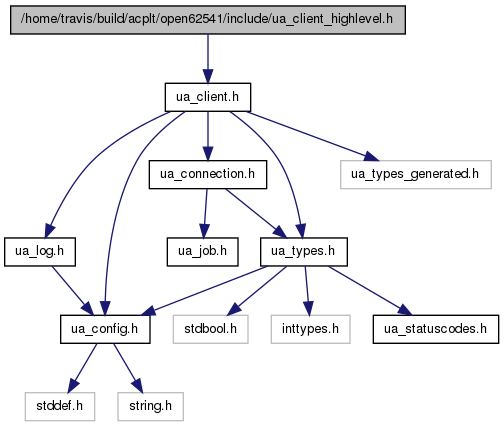 /home/travis/build/acplt/open62541/include/ua_client_highlevel.h
ua_client.h
ua_connection.h
ua_types_generated.h
ua_log.h
ua_job.h
ua_types.h
ua_config.h
stdbool.h
inttypes.h
ua_statuscodes.h
stddef.h
string.h